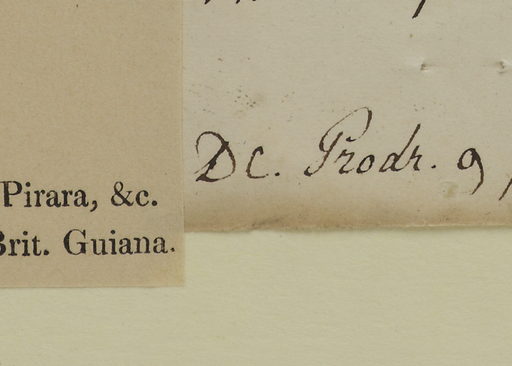 Pirara, &c.
Brit. Guiana.
DC. Prodr. 9